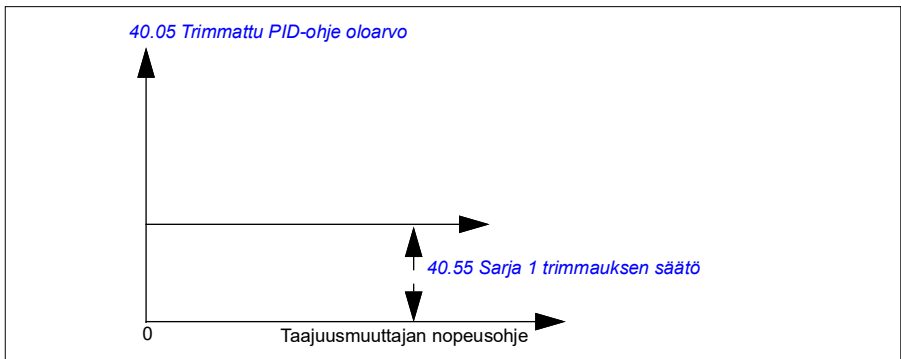 40.05 Trimmattu PID-ohje oloarvo
40.55 Sarja 1 trimmauksen säätö
0
Taajuusmuuttajan nopeusohje